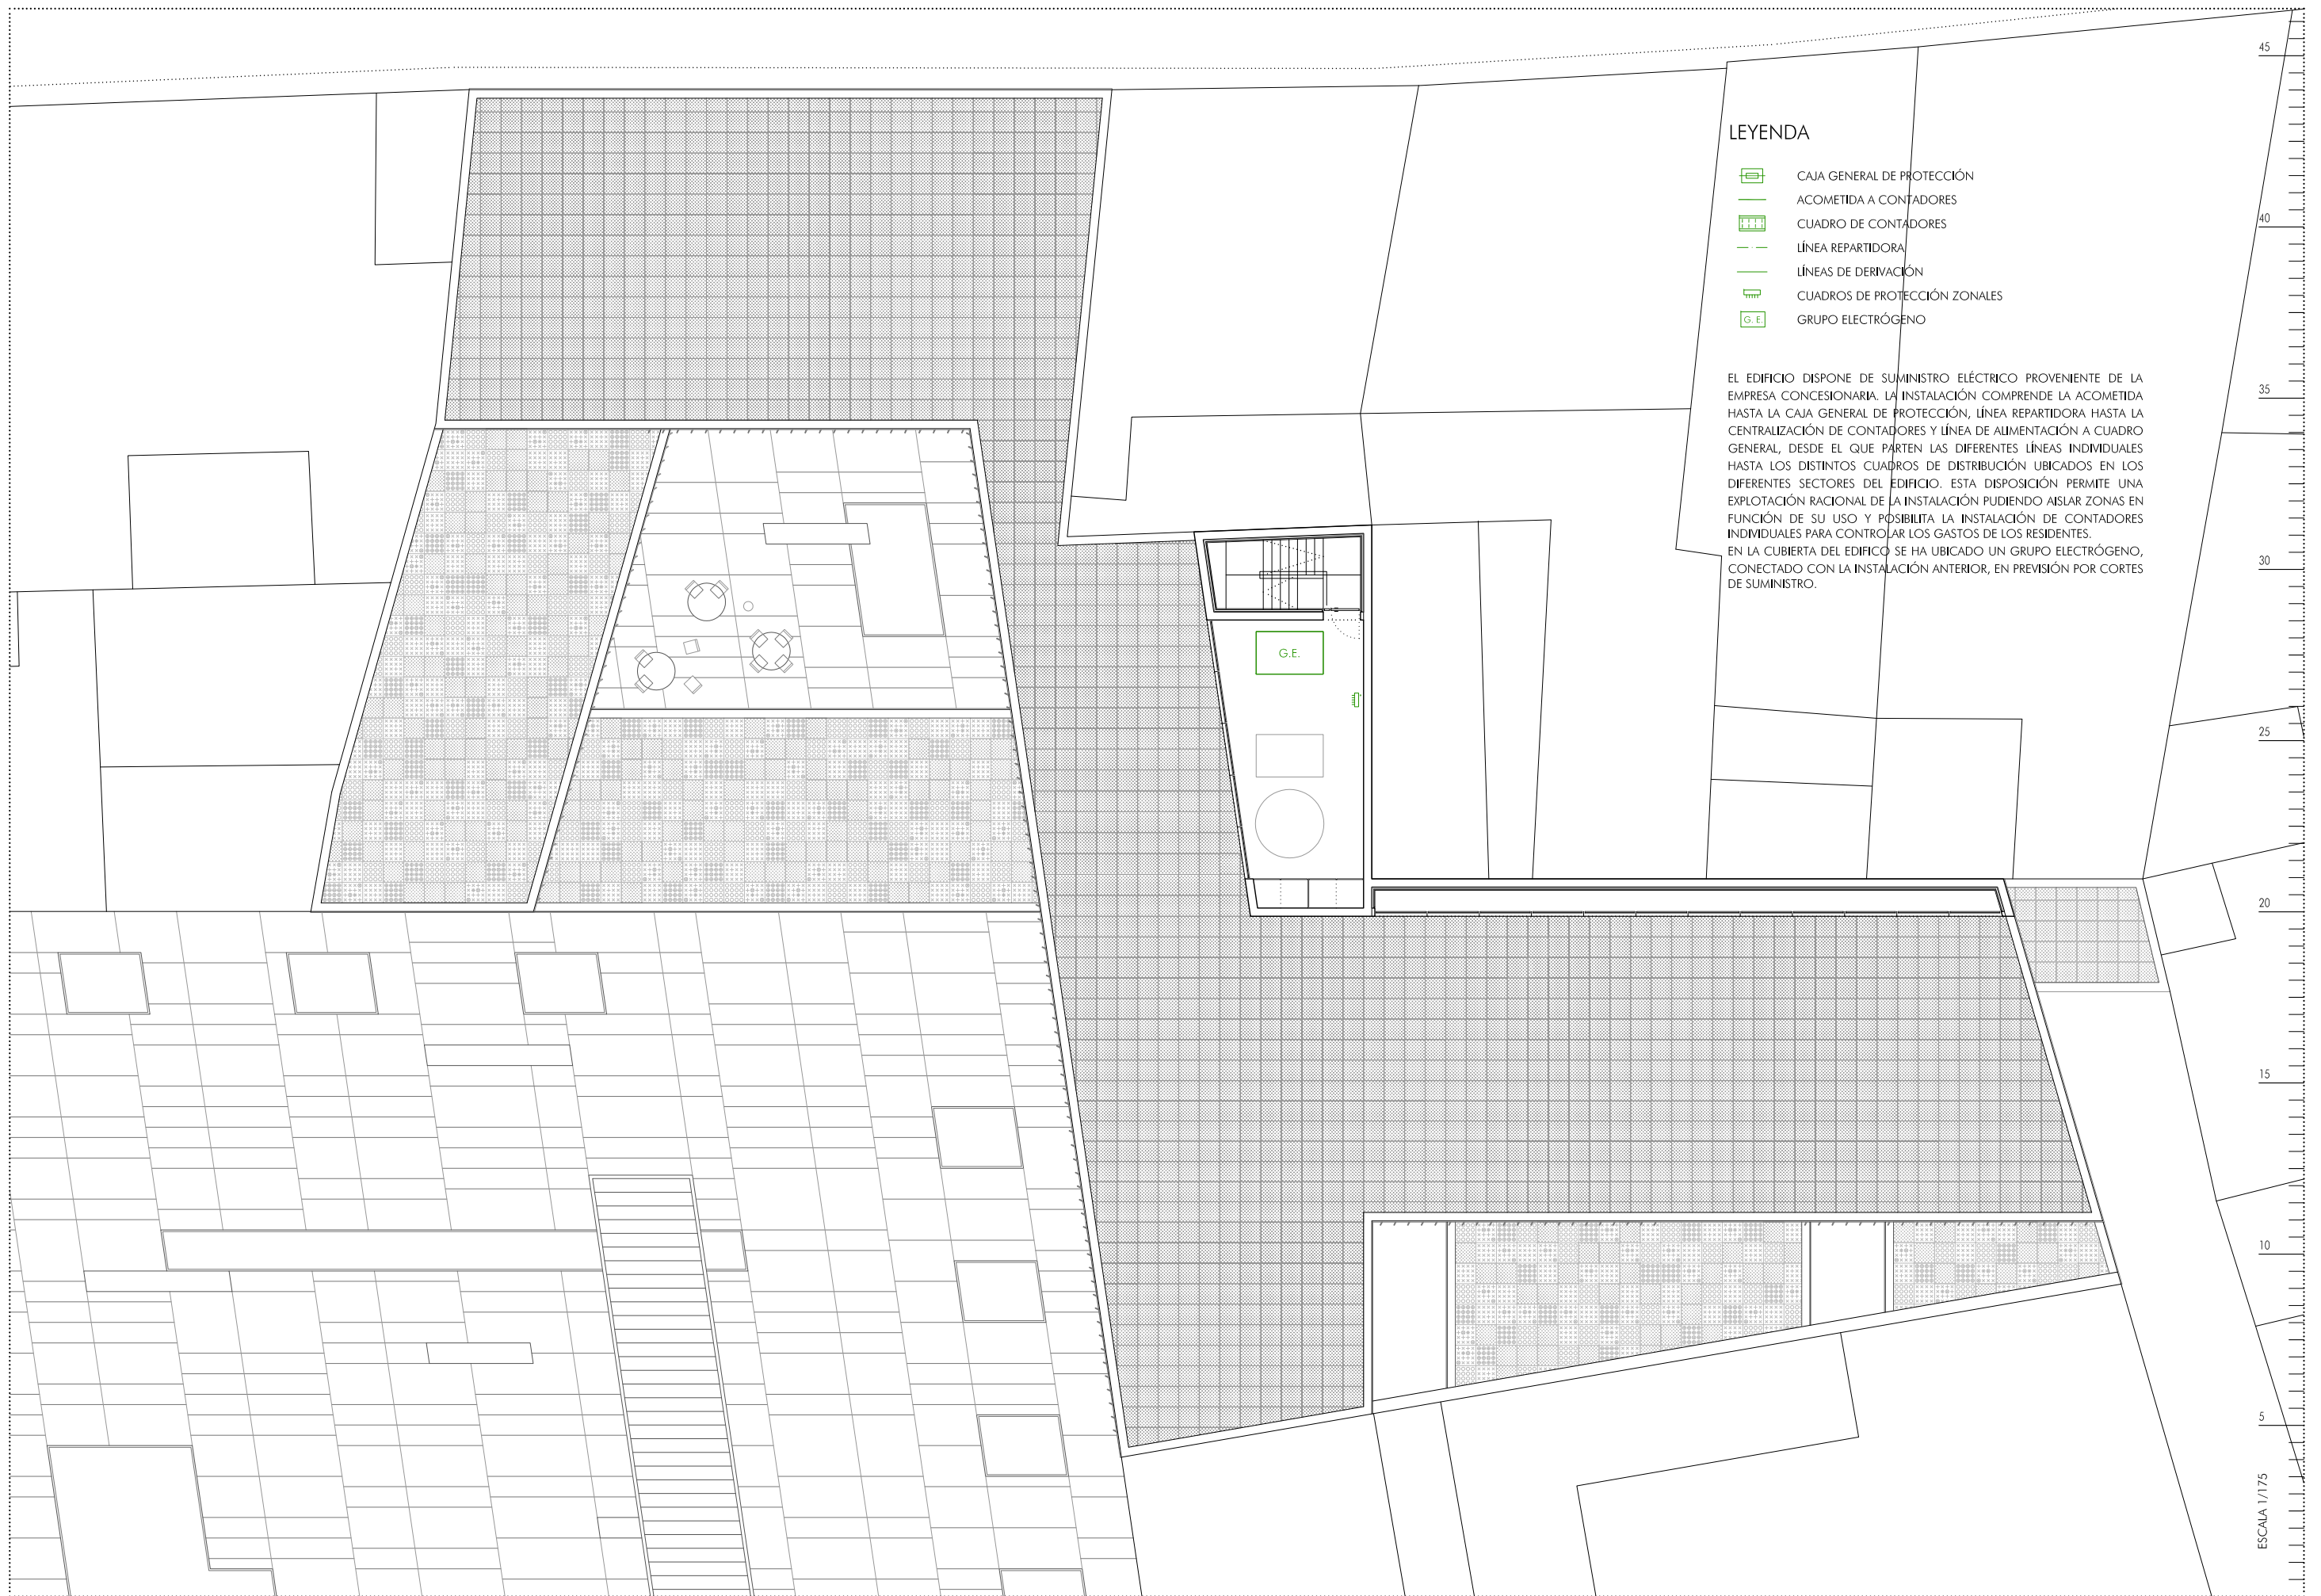 LEYENDA
CAJA GENERAL DE PROTECCIÓN
ACOMETIDA A CONTADORES
CUADRO DE CONTADORES
LÍNEA REPARTIDORA
LÍNEAS DE DERIVACIÓN
CUADROS DE PROTECCIÓN ZONALES
G. E.
GRUPO ELECTRÓGENO
EL EDIFICIO DISPONE DE SUMINISTRO ELÉCTRICO PROVENIENTE DE LA
EMPRESA CONCESIONARIA. LA INSTALACIÓN COMPRENDE LA ACOMETIDA
HASTA LA CAJA GENERAL DE PROTECCIÓN, LÍNEA REPARTIDORA HASTA LA
CENTRALIZACIÓN DE CONTADORES Y LÍNEA DE ALIMENTACIÓN A CUADRO
GENERAL, DESDE EL QUE PARTEN LAS DIFERENTES LÍNEAS INDIVIDUALES
HASTA LOS DISTINTOS CUADROS DE DISTRIBUCIÓN UBICADOS EN LOS
DIFERENTES SECTORES DEL EDIFICIO. ESTA DISPOSICIÓN PERMITE UNA
EXPLOTACIÓN RACIONAL DE LA INSTALACIÓN PUDIENDO AISLAR ZONAS EN
FUNCIÓN DE SU USO Y POSIBILITA LA INSTALACIÓN DE CONTADORES
INDIVIDUALES PARA CONTROLAR LOS GASTOS DE LOS RESIDENTES.
EN LA CUBIERTA DEL EDIFICO SE HA UBICADO UN GRUPO ELECTRÓGENO,
CONECTADO CON LA INSTALACIÓN ANTERIOR, EN PREVISIÓN POR CORTES
DE SUMINISTRO.
G.E.
45
40
35
30
25
20
15
10
5
ESCALA 1/175